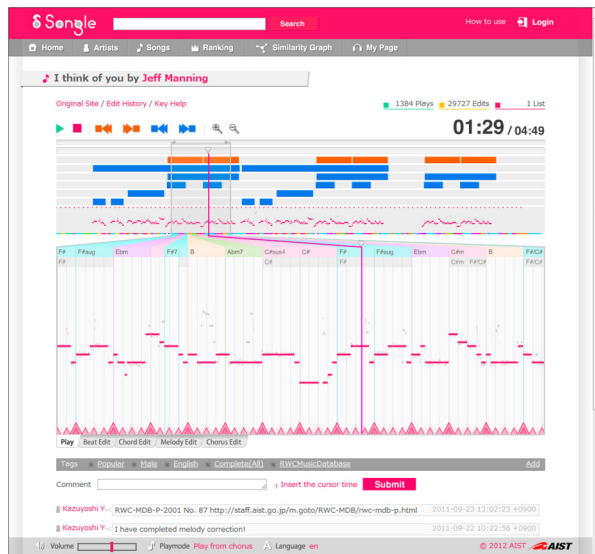 Songle
Search
How to use
Login
Home Artists Songs Ranking Similarity Graph My Page
I think of you by Jeff Manning
Original Site / Edit History / Key Help
1384 Plays 29727 Edits 1 List
01:29 / 04:49
F# F#aug Ebm F#7 B Abm7 C#sus4 C# F# F#aug Ebm C#m B F#/C#
F# C# F# C#m F#/C# F#/C#
Play Beat Edit Chord Edit Melody Edit Chorus Edit
Tags Popular Male English Complete(All) RWCMusicDatabase Add
Comment Insert the cursor time Submit
Kazuyoshi Y RWC-MDB-P-2001 No. 87 http://staff.aist.go.jp/m.goto/RWC-MDB/rwc-mdb-p.html 2011-09-23 13:02:23 +0900
Kazuyoshi Y I have completed melody correction! 2011-09-22 10:22:56 +0900
Volume Playmode Play from chorus Language en © 2012 AIST AIST